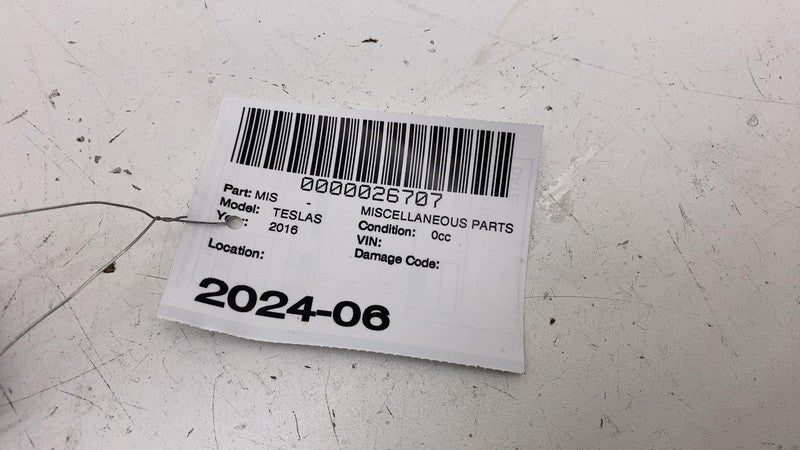 0000026707
Part: MIS - MISCELLANEOUS PARTS
Model: TESLAS Condition: 0cc
2016 VIN:
Location: Damage Code:
2024-06